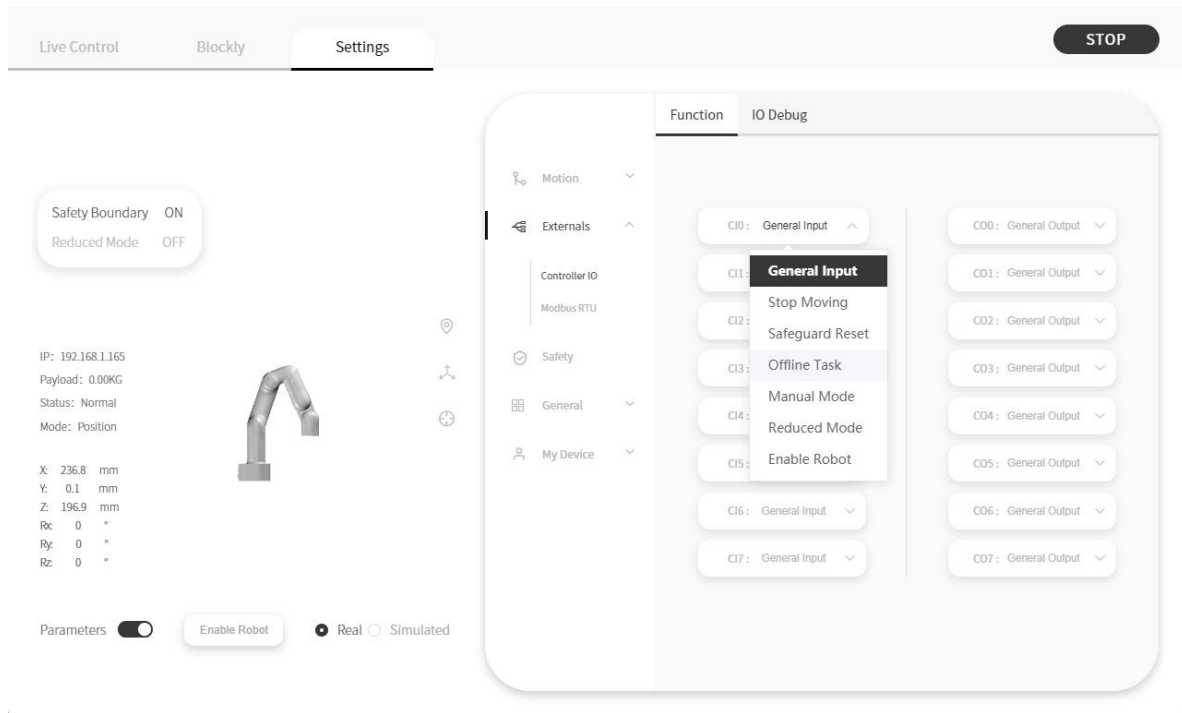 Live Control Blockly Settings STOP
Function IO Debug
Safety Boundary ON
Reduced Mode OFF
IP: 192.168.1.165
Payload: 0.00KG
Status: Normal
Mode: Position
X: 236.8 mm
Y: 0.1 mm
Z: 196.9 mm
Rx: 0 °
Ry: 0 °
Rz: 0 °
Parameters Enable Robot Real Simulated
Motion
Externals
Controller IO
Modbus RTU
Safety
General
My Device
CI0: General Input
CI1:
CI2:
CI3:
CI4:
CI5:
CI6: General Input
CI7: General Input
General Input
Stop Moving
Safeguard Reset
Offline Task
Manual Mode
Reduced Mode
Enable Robot
CO0: General Output
CO1: General Output
CO2: General Output
CO3: General Output
CO4: General Output
CO5: General Output
CO6: General Output
CO7: General Output